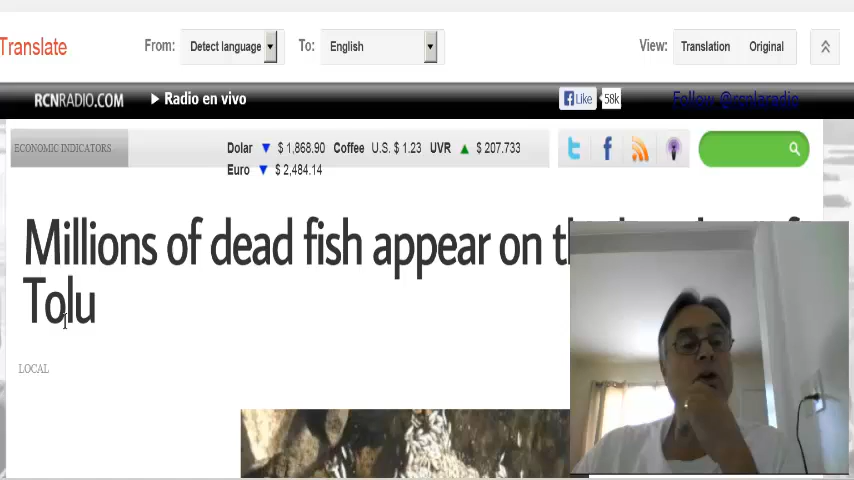 Translate From: Detect language To: English View: Translation Original
RCNRADIO.COM Radio en vivo Like 58k Follow @rcnlaradio
ECONOMIC INDICATORS Dolar $ 1,868.90 Coffee U.S. $ 1.23 UVR $ 207.733
Euro $ 2,484.14
Millions of dead fish appear on
Tolu
LOCAL